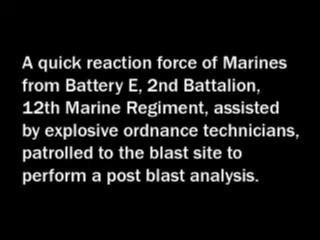 A quick reaction force of Marines
from Battery E, 2nd Battalion,
12th Marine Regiment, assisted
by explosive ordnance technicians,
patrolled to the blast site to
perform a post blast analysis.